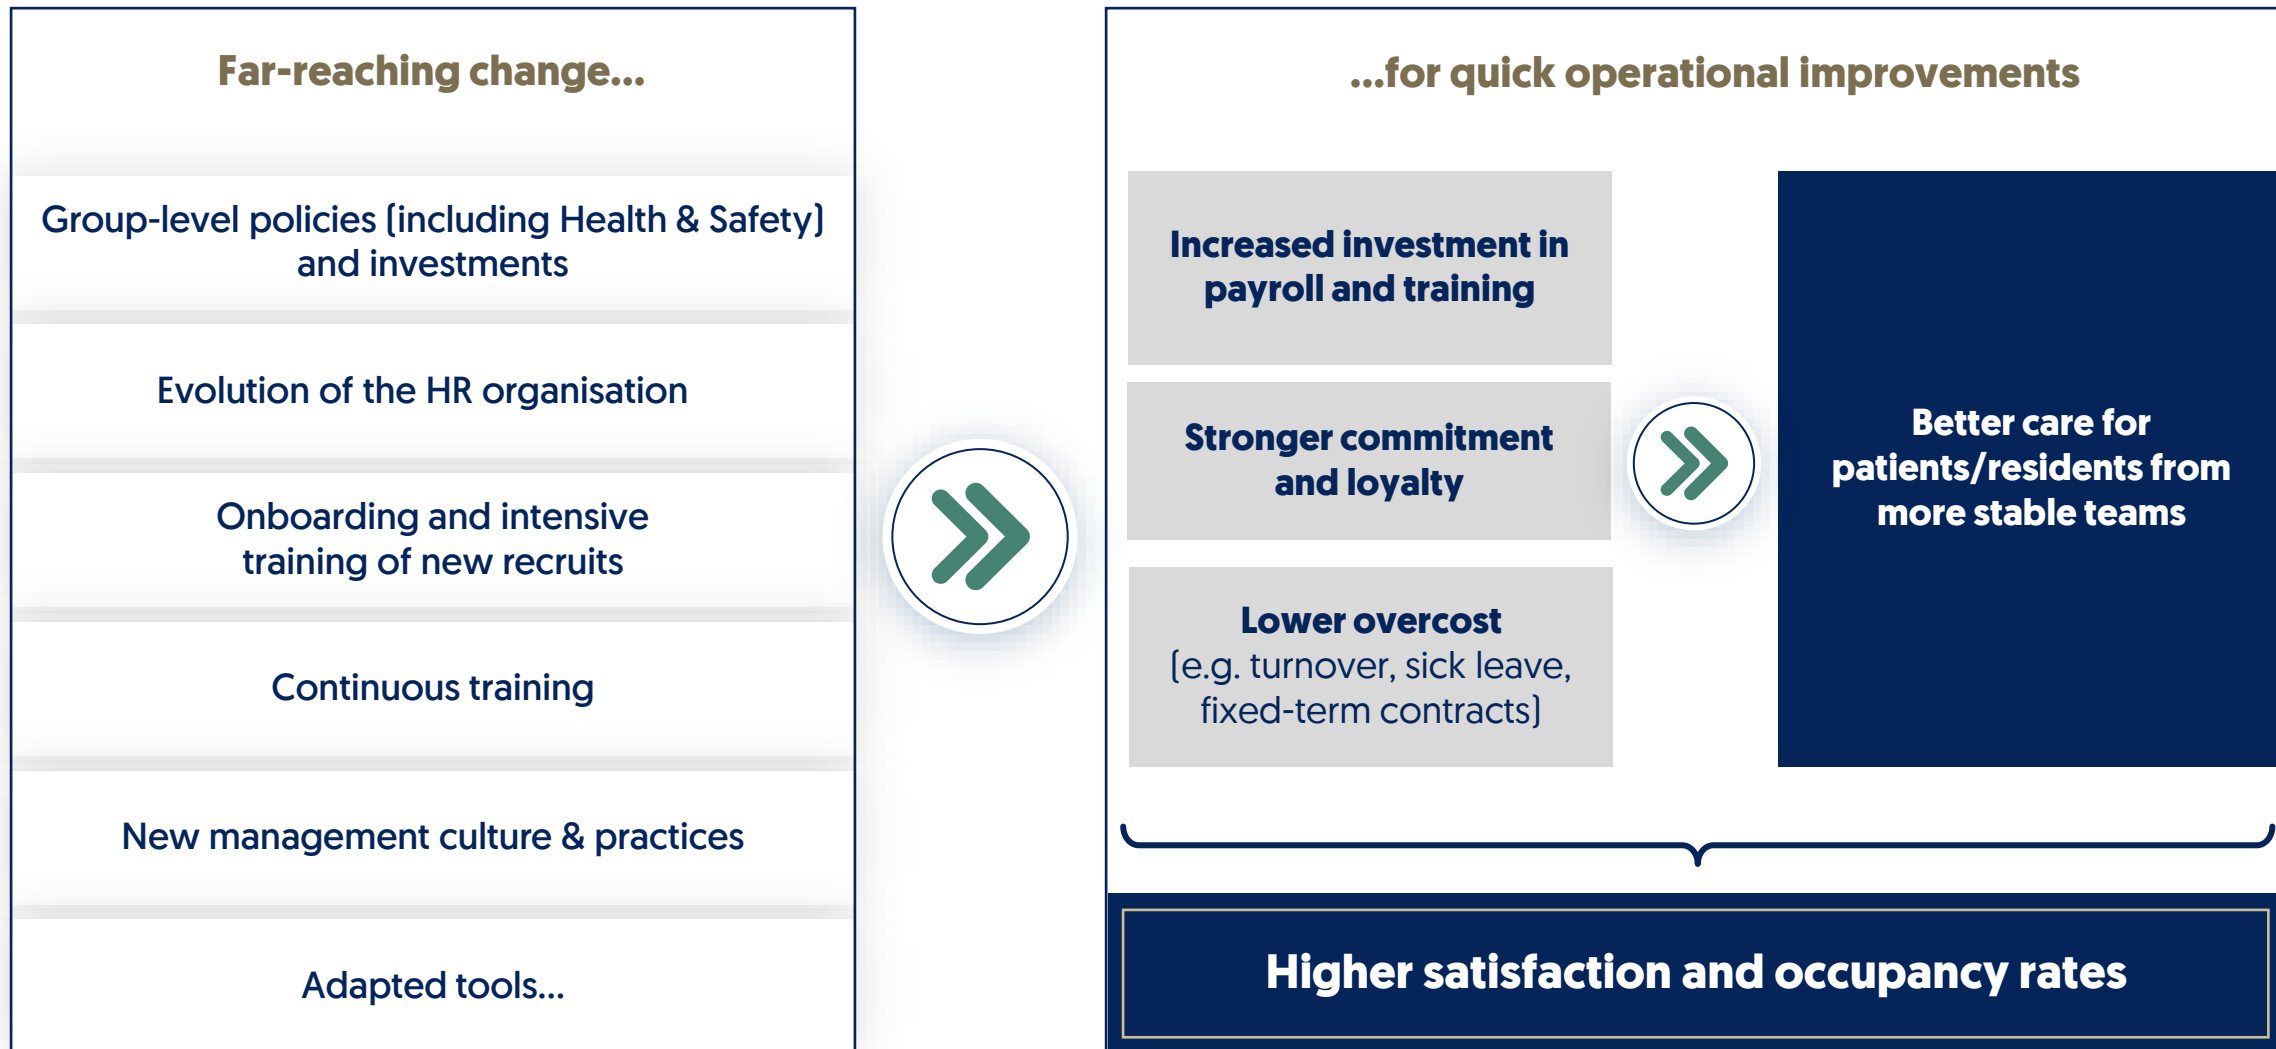 Far-reaching change...
Group-level policies (including Health & Safety)
and investments
Evolution of the HR organisation
Onboarding and intensive
training of new recruits
Continuous training
New management culture & practices
Adapted tools...
...for quick operational improvements
Increased investment in
payroll and training
Stronger commitment
and loyalty
Lower overcost
(e.g. turnover, sick leave,
fixed-term contracts)
Better care for
patients/residents from
more stable teams
Higher satisfaction and occupancy rates